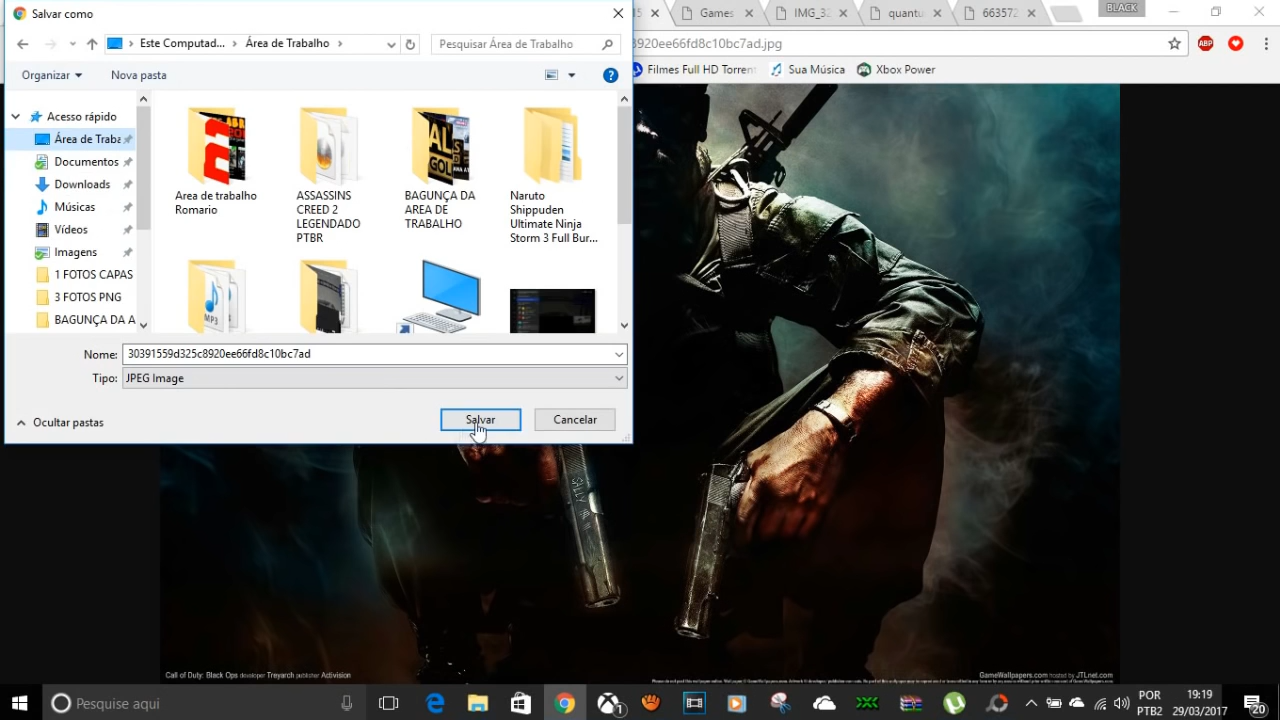 Salvar como
Games
IMG_32
quantu
663572
BLACK
Este Computad...
Área de Trabalho
Pesquisar Área de Trabalho
3920ee66fd8c10bc7ad.jpg
ABP
Organizar
Nova pasta
Filmes Full HD Torrent
Sua Música
Xbox Power
Acesso rápido
Área de Traba
Documentos
Downloads
Músicas
Vídeos
Imagens
1 FOTOS CAPAS
3 FOTOS PNG
BAGUNÇA DA A
Area de trabalho
Romario
ASSASSINS
CREED 2
LEGENDADO
PTBR
BAGUNÇA DA
AREA DE
TRABALHO
Naruto
Shippuden
Ultimate Ninja
Storm 3 Full Bur...
MP3
Nome:
30391559d325c8920ee66fd8c10bc7ad
Tipo:
JPEG Image
Ocultar pastas
Salvar
Cancelar
SALLY
Call of Duty: Black Ops developer Treyarch publisher Activision
GameWallpapers.com hosted by JTLnet.com
Pesquise aqui
1
POR
PTB2
19:19
29/03/2017
20